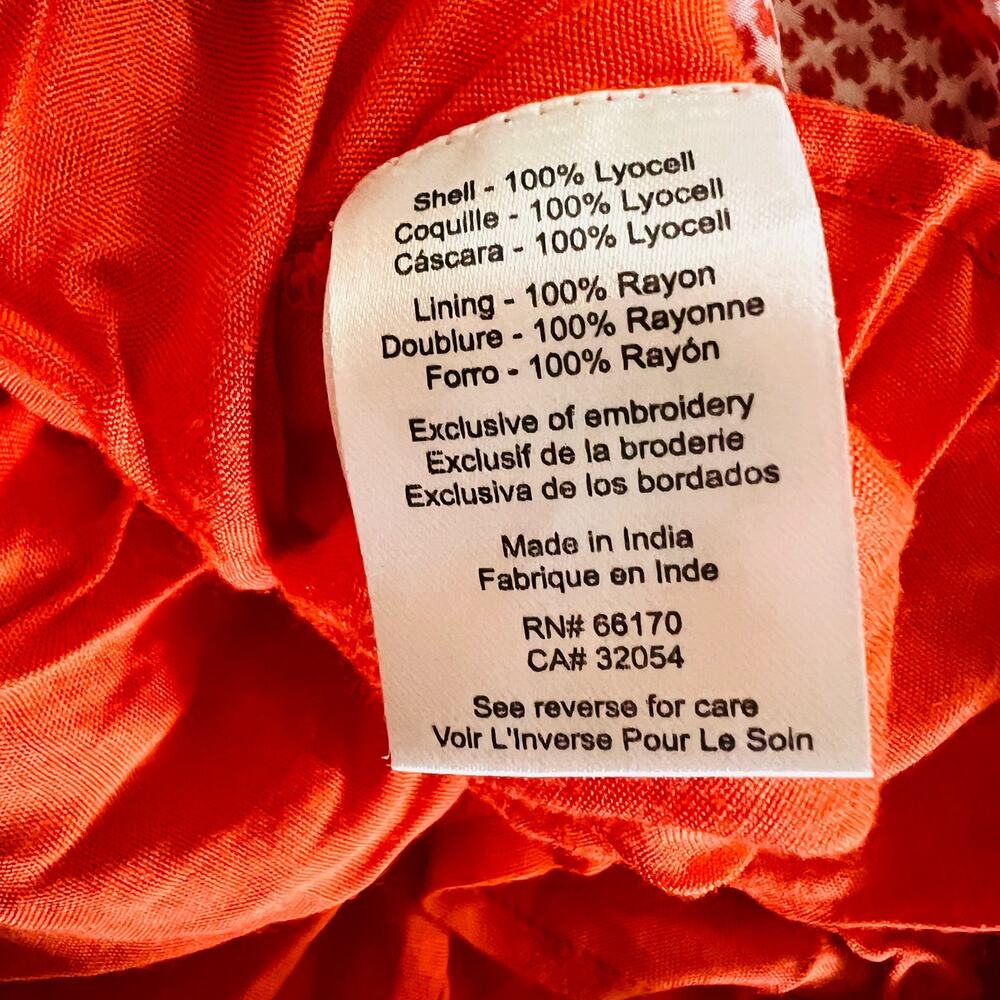 Shell - 100% Lyocell
Coquille - 100% Lyocell
Cáscara - 100% Lyocell
Lining - 100% Rayon
Doublure - 100% Rayonne
Forro - 100% Rayón
Exclusive of embroidery
Exclusif de la broderie
Exclusiva de los bordados
Made in India
Fabrique en Inde
RN# 66170
CA# 32054
See reverse for care
Voir L'Inverse Pour Le Soin